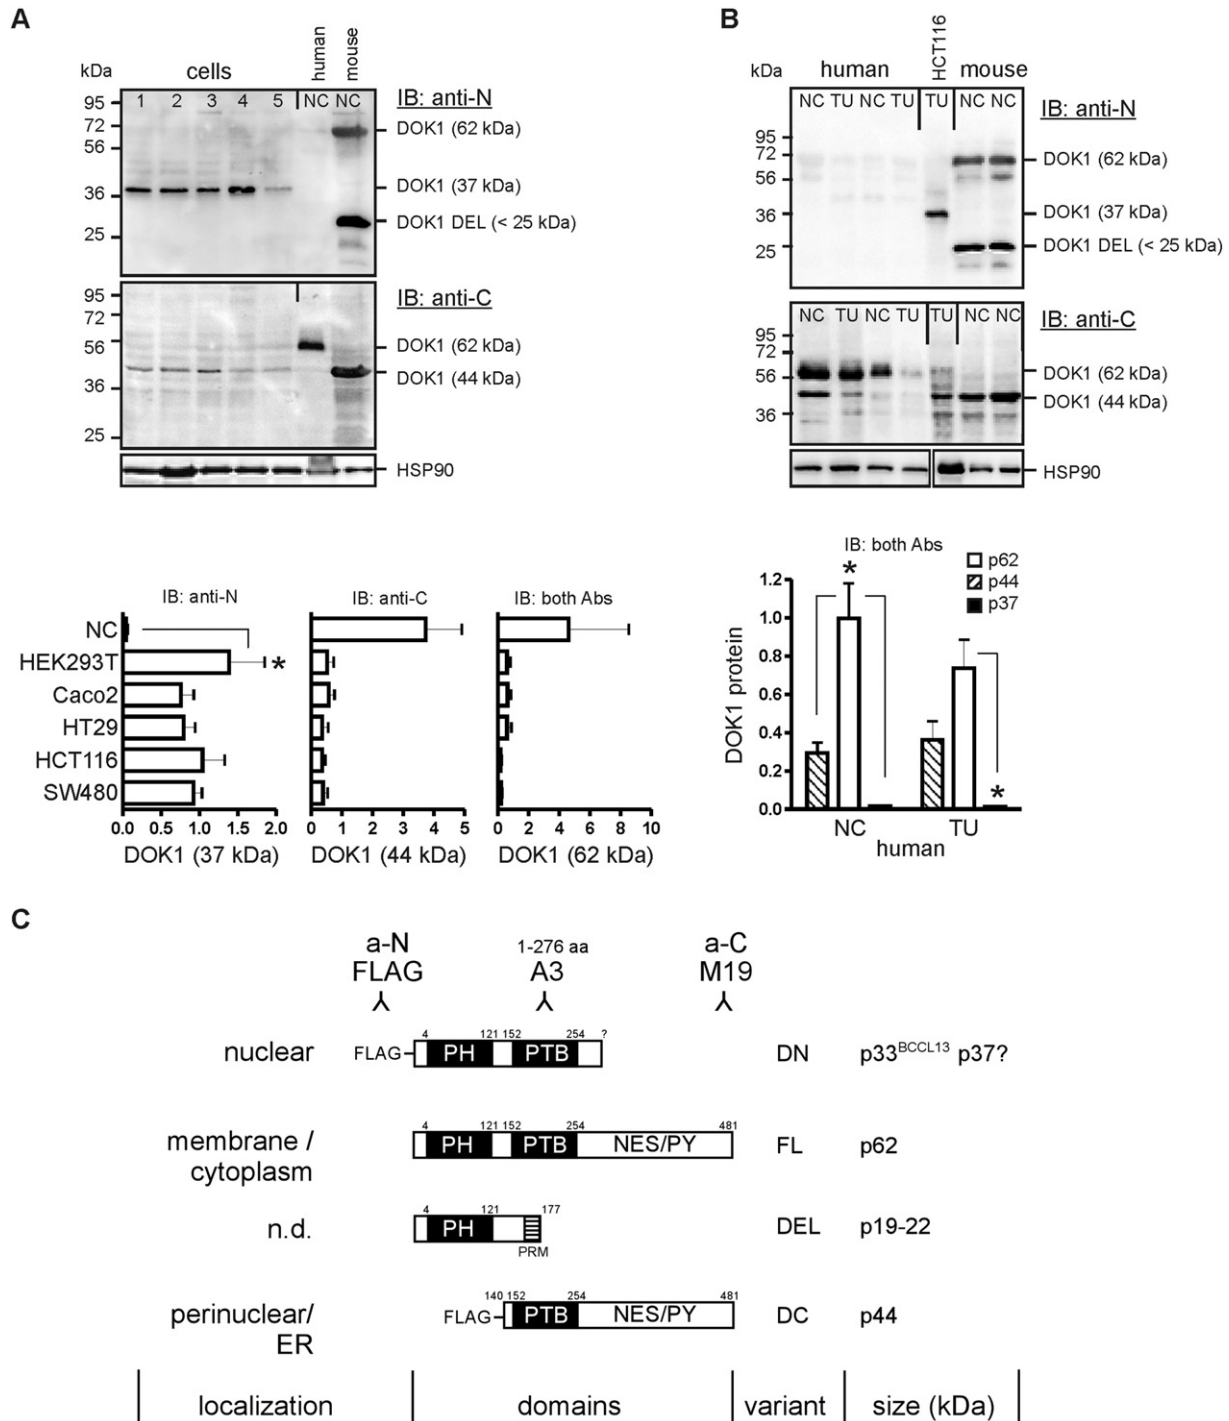 A
kDa
cells
human
mouse
1 2 3 4 5 NC NC
IB: anti-N
95
72
56
36
25
DOK1 (62 kDa)
DOK1 (37 kDa)
DOK1 DEL (< 25 kDa)
IB: anti-C
95
72
56
36
25
DOK1 (62 kDa)
DOK1 (44 kDa)
HSP90
IB: anti-N
IB: anti-C
IB: both Abs
NC
HEK293T
*
Caco2
HT29
HCT116
SW480
0.0 0.5 1.0 1.5 2.0
0 1 2 3 4 5
0 2 4 6 8 10
DOK1 (37 kDa)
DOK1 (44 kDa)
DOK1 (62 kDa)
B
kDa
human
HCT116
mouse
NC TU NC TU TU NC NC
IB: anti-N
95
72
56
36
25
DOK1 (62 kDa)
DOK1 (37 kDa)
DOK1 DEL (< 25 kDa)
NC TU NC TU TU NC NC
IB: anti-C
95
72
56
36
DOK1 (62 kDa)
DOK1 (44 kDa)
HSP90
IB: both Abs
p62
p44
p37
*
*
DOK1 protein
1.2
1.0
0.8
0.6
0.4
0.2
0.0
NC TU
human
C
a-N 1-276 aa a-C
FLAG A3 M19
4 121 152 254 ?
nuclear FLAG PH PTB DN p33BCCL13 p37?
4 121 152 254 481
membrane / PH PTB NES/PY FL p62
cytoplasm
4 121 177
n.d. PH DEL p19-22
PRM
140 152 254 481
perinuclear/ FLAG PTB NES/PY DC p44
ER
localization domains variant size (kDa)